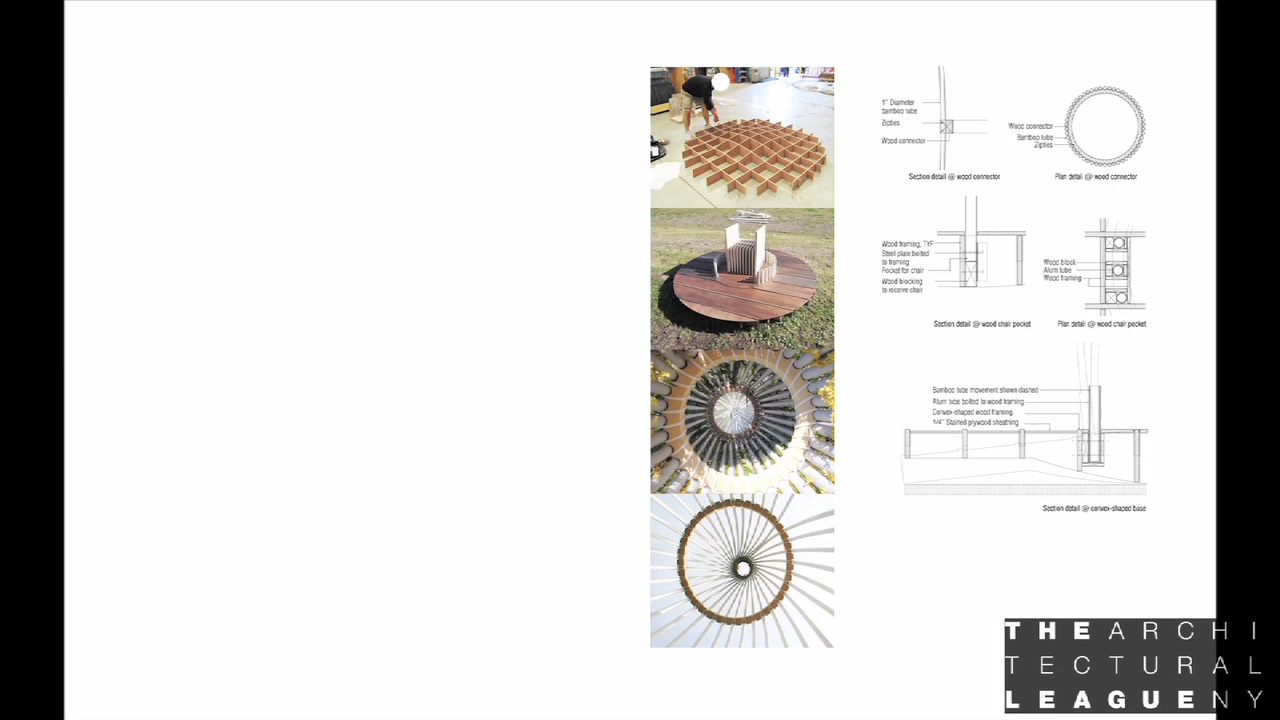 1" Diameter
bamboo tube
Zipties
Wood connector
Section detail @ wood connector
Wood connector
Bamboo tube
Zipties
Plan detail @ wood connector
Wood framing, TYP
Steel plate bolted
to framing
Pocket for chair
Wood blocking
to receive chair
Section detail @ wood chair pocket
Wood block
Alum tube
Wood framing
Plan detail @ wood chair pocket
Bamboo tube movement shown dashed
Alum tube bolted to wood framing
Convex-shaped wood framing
1/4" Stained plywood sheathing
Section detail @ convex-shaped base
THE ARCHI
TECTURAL
LEAGUE NY